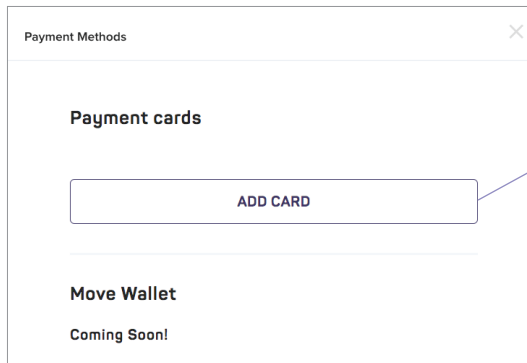 Payment Methods
Payment cards
ADD CARD
Move Wallet
Coming Soon!